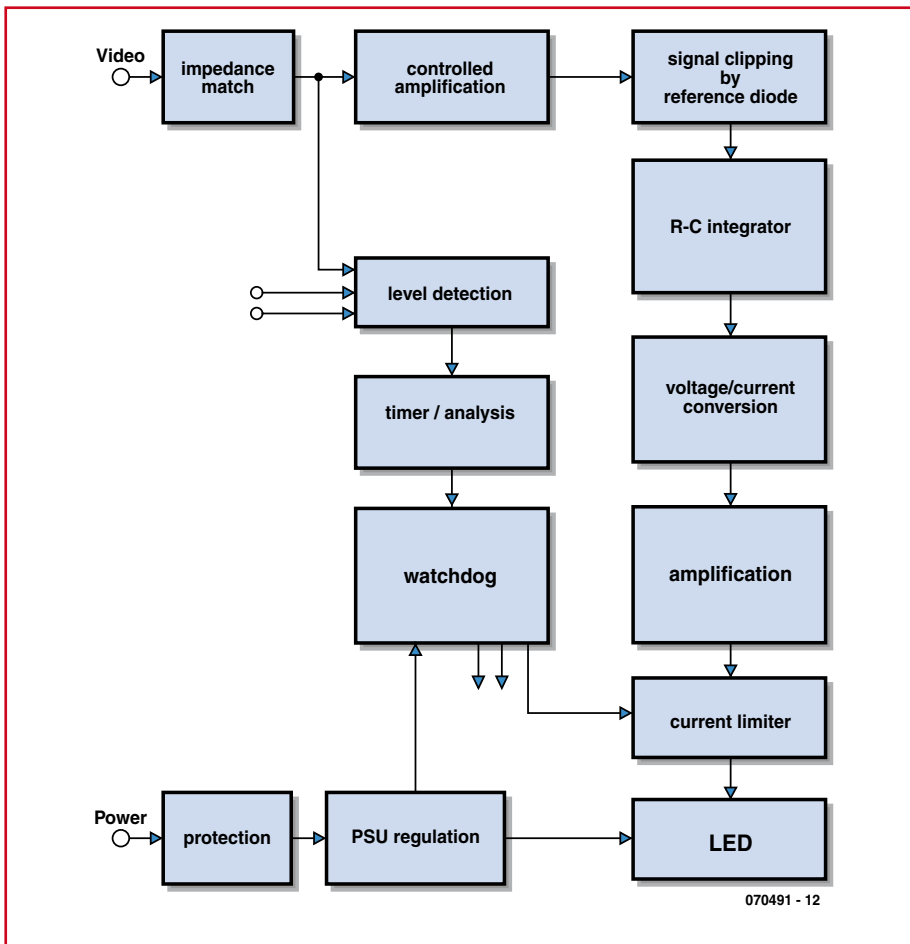 Video
impedance
match
controlled
amplification
signal clipping
by
reference diode
R-C integrator
level detection
timer / analysis
voltage/current
conversion
watchdog
amplification
current limiter
Power
protection
PSU regulation
LED
070491 - 12